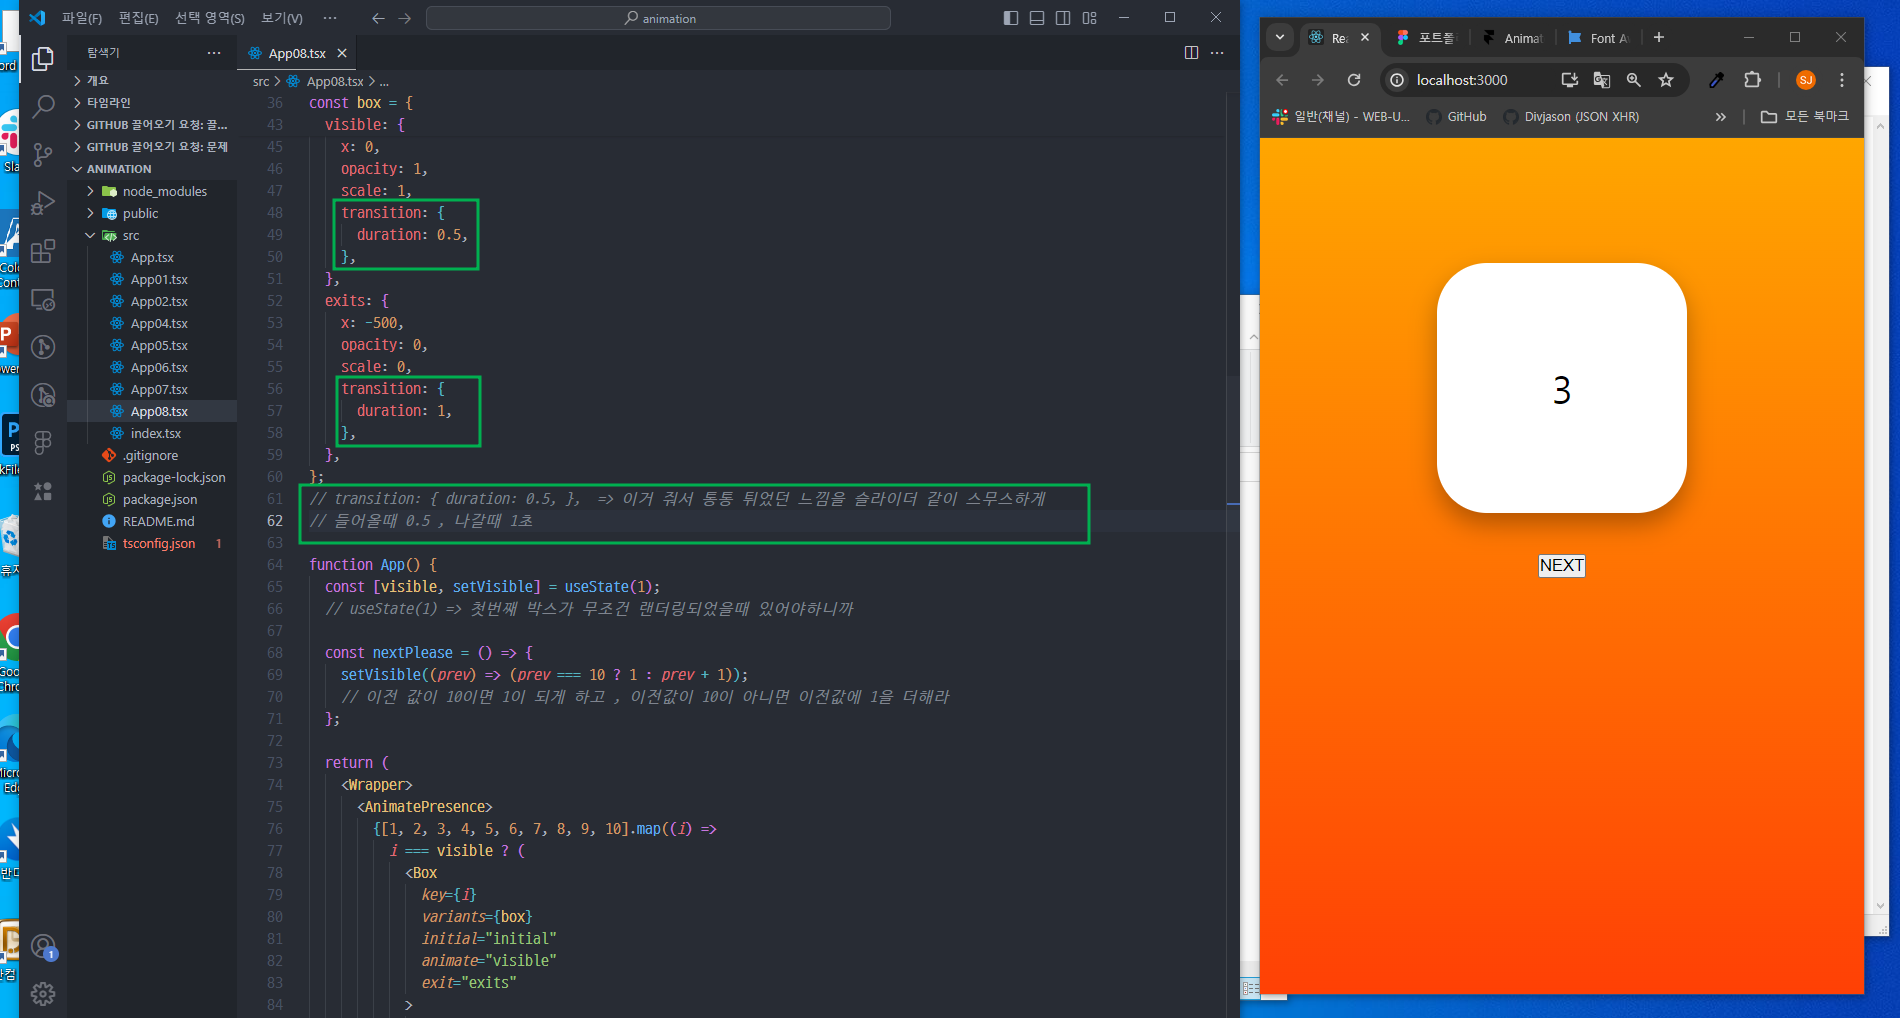 파일(F) 편집(E) 선택 영역(S) 보기(V) ··· animation
탐색기 ···
개요
타임라인
GITHUB 끌어오기 요청: 끌...
GITHUB 끌어오기 요청: 문제
ANIMATION
node_modules
public
src
App.tsx
App01.tsx
App02.tsx
App04.tsx
App05.tsx
App06.tsx
App07.tsx
App08.tsx
index.tsx
.gitignore
package-lock.json
package.json
README.md
tsconfig.json 1
1
App08.tsx
src > App08.tsx > ...
36 const box = {
43 visible: {
45 x: 0,
46 opacity: 1,
47 scale: 1,
48 transition: {
49 duration: 0.5,
50 },
51 },
52 exits: {
53 x: -500,
54 opacity: 0,
55 scale: 0,
56 transition: {
57 duration: 1,
58 },
59 },
60 };
61 // transition: { duration: 0.5, }, => 이거 줘서 통통 튀었던 느낌을 슬라이더 같이 스무스하게
62 // 들어올때 0.5 , 나갈때 1초
63
64 function App() {
65 const [visible, setVisible] = useState(1);
66 // useState(1) => 첫번째 박스가 무조건 랜더링되었을때 있어야하니까
67
68 const nextPlease = () => {
69 setVisible((prev) => (prev === 10 ? 1 : prev + 1));
70 // 이전 값이 10이면 1이 되게 하고 , 이전값이 10이 아니면 이전값에 1을 더해라
71 };
72
73 return (
74 <Wrapper>
75 <AnimatePresence>
76 {[1, 2, 3, 4, 5, 6, 7, 8, 9, 10].map((i) =>
77 i === visible ? (
78 <Box
79 key={i}
80 variants={box}
81 initial="initial"
82 animate="visible"
83 exit="exits"
84 >
Rea 포트폴 Animat Font Aw
localhost:3000 SJ
일반(채널) - WEB-U... GitHub Divjason (JSON XHR) » 모든 북마크
3
NEXT